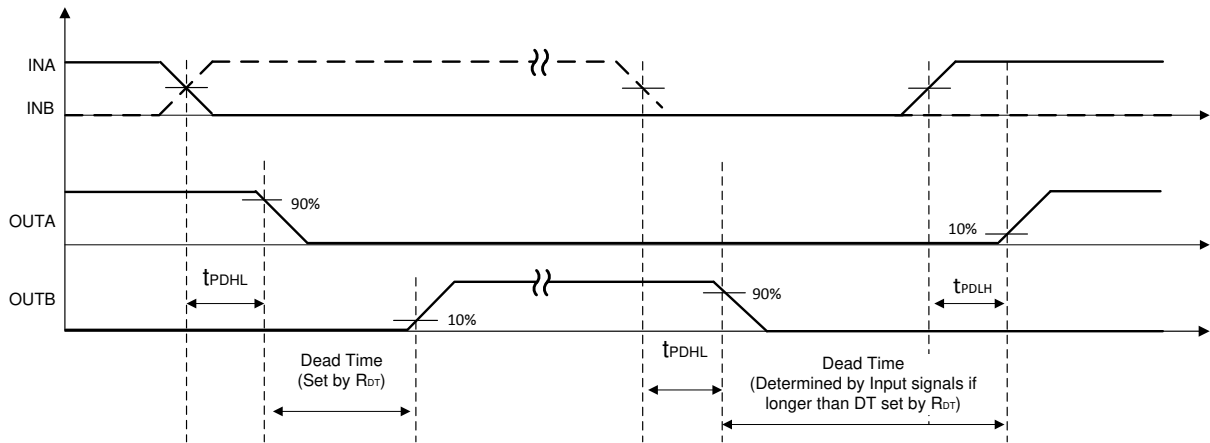 INA
INB
OUTA
90%
10%
tPDHL
OUTB
10%
90%
tPDLH
Dead Time
(Set by RDT)
tPDHL
Dead Time
(Determined by Input signals if
longer than DT set by RDT)